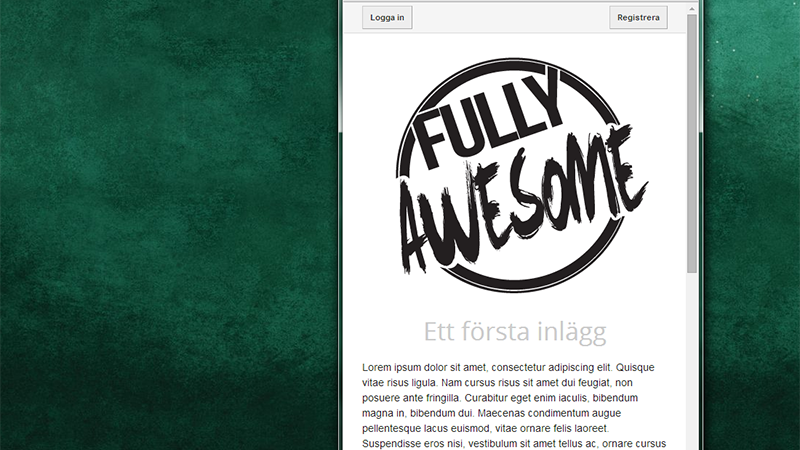 Logga in
Registrera
FULLY
AWESOME
Ett första inlägg
Lorem ipsum dolor sit amet, consectetur adipiscing elit. Quisque
vitae risus ligula. Nam cursus risus sit amet dui feugiat, non
posuere ante fringilla. Curabitur eget enim iaculis, bibendum
magna in, bibendum dui. Maecenas condimentum augue
pellentesque lacus euismod, vitae ornare felis laoreet.
Suspendisse eros nisi, vestibulum sit amet tellus ac, ornare cursus